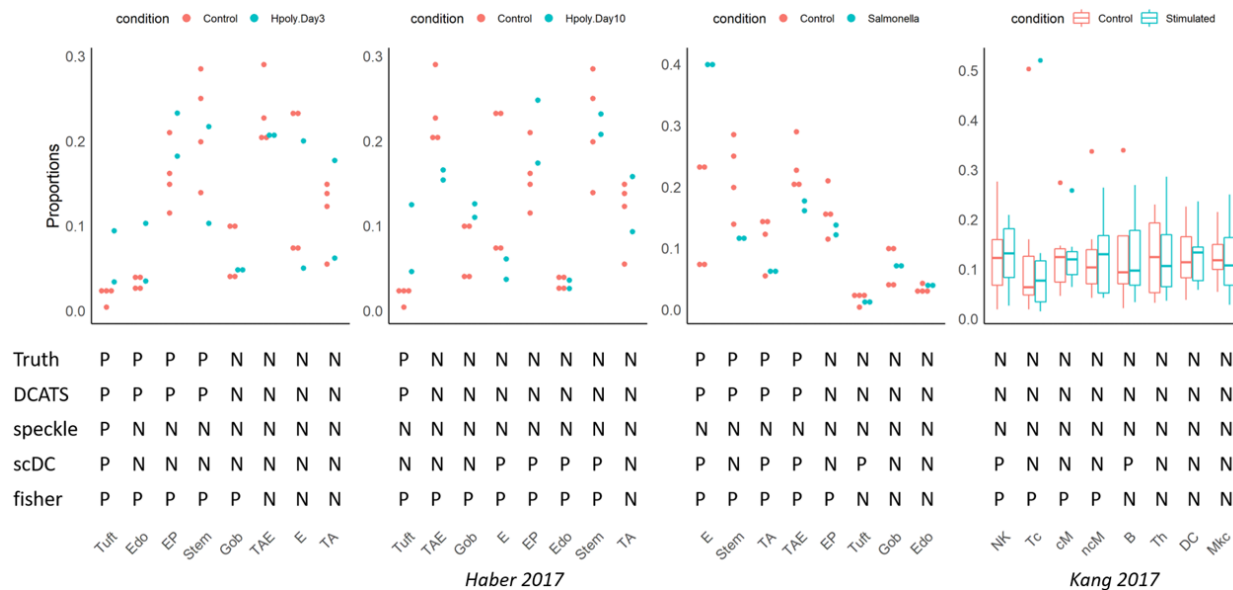 condition Control Hpoly.Day3 condition Control Hpoly.Day10 condition Control Salmonella condition Control Stimulated
Proportions
0.3
0.2
0.1
0.0
0.3
0.2
0.1
0.0
0.4
0.3
0.2
0.1
0.0
0.5
0.4
0.3
0.2
0.1
0.0
Truth P P P P N N N N P N N N N N N N P P P P N N N N N N N N N N N N
DCATS P P P P N N N N P N N N N N N N P P P P N N N N N N N N N N N N
speckle P N N N N N N N N N N N N N N N N N N N N N N N N N N N N N N N
scDC P N N N N N N N N N N P P P P N P N P P N P N N P N N N P N N N
fisher P P P P P N N N P P P P P P P N P P P P P N N N P P P P N N N N
Tuft Edo EP Stem Gob TAE E TA Tuft TAE Gob E EP Edo Stem TA E Stem TA TAE EP Tuft Gob Edo NK Tc cM ncM B Th DC Mkc
Haber 2017 Kang 2017